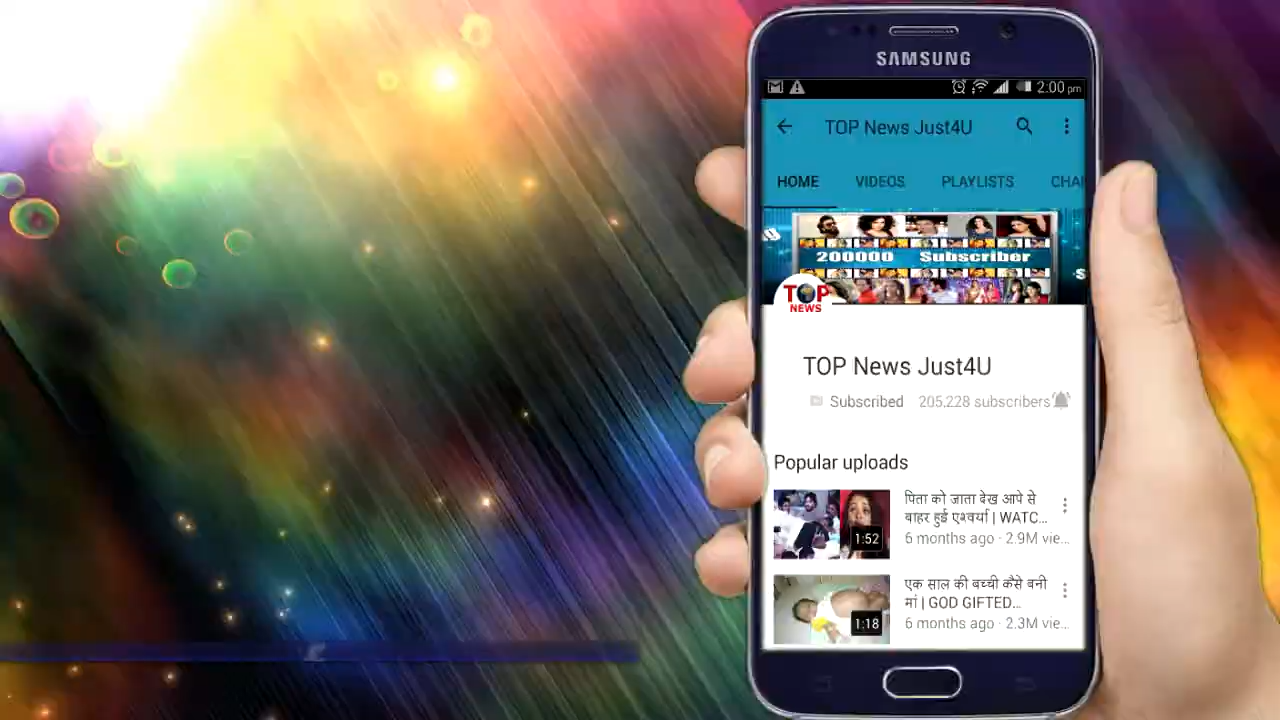 SAMSUNG
2:00 pm
TOP News Just4U
HOME VIDEOS PLAYLISTS CHA
200000 Subscriber
TOP
NEWS
TOP News Just4U
Subscribed 205,228 subscribers
Popular uploads
पिता को जाता देख आपे से
बाहर हुई एश्वर्या | WATC...
1:52
6 months ago · 2.9M vie...
एक साल की बच्ची कैसे बनी
मां | GOD GIFTED...
1:18
6 months ago · 2.3M vie...